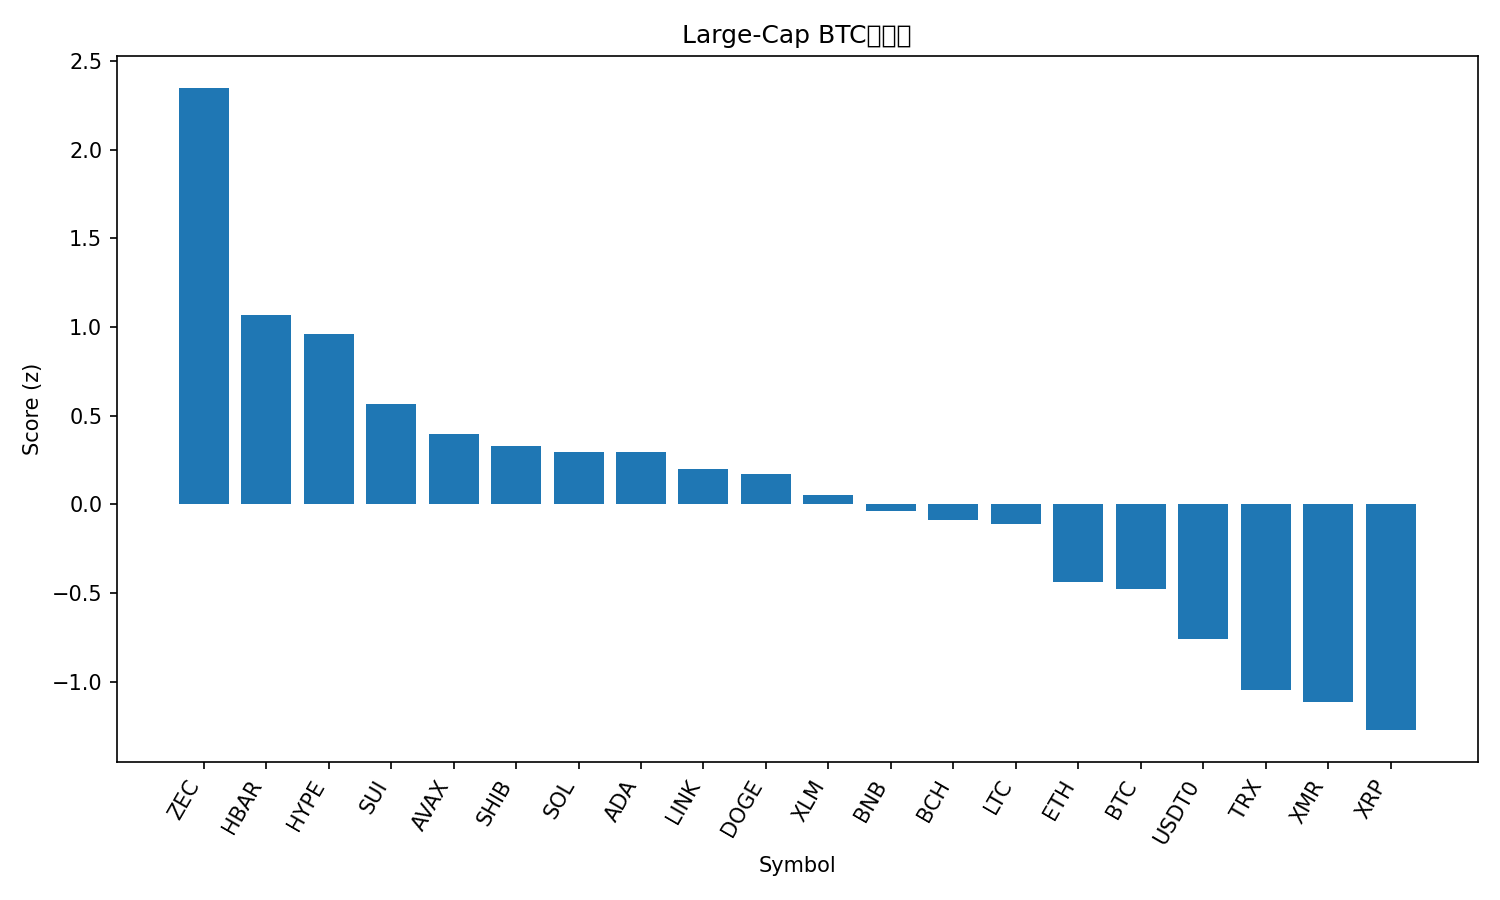 Large-Cap BTC
2.5
2.0
1.5
1.0
0.5
0.0
−0.5
−1.0
Score (z)
ZEC
HBAR
HYPE
SUI
AVAX
SHIB
SOL
ADA
LINK
DOGE
XLM
BNB
BCH
LTC
ETH
BTC
USDT0
TRX
XMR
XRP
Symbol